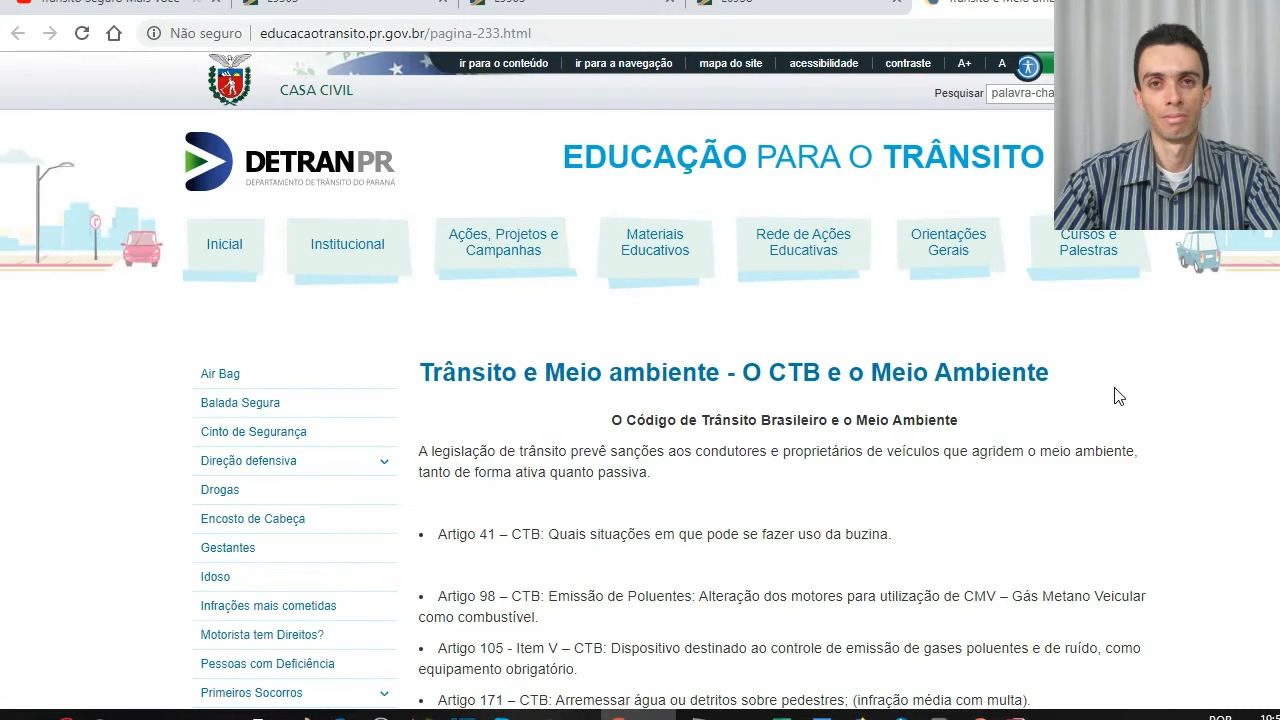 Não seguro
educacaotransito.pr.gov.br/pagina-233.html
ir para o conteúdo
ir para a navegação
mapa do site
acessibilidade
contraste
A+
A
CASA CIVIL
Pesquisar
palavra-cha
DETRANPR
DEPARTAMENTO DE TRÂNSITO DO PARANÁ
EDUCAÇÃO PARA O TRÂNSITO
Inicial
Institucional
Ações, Projetos e
Campanhas
Materiais
Educativos
Rede de Ações
Educativas
Orientações
Gerais
Cursos e
Palestras
Air Bag
Balada Segura
Cinto de Segurança
Direção defensiva
Drogas
Encosto de Cabeça
Gestantes
Idoso
Infrações mais cometidas
Motorista tem Direitos?
Pessoas com Deficiência
Primeiros Socorros
Trânsito e Meio ambiente - O CTB e o Meio Ambiente
O Código de Trânsito Brasileiro e o Meio Ambiente
A legislação de trânsito prevê sanções aos condutores e proprietários de veículos que agridem o meio ambiente,
tanto de forma ativa quanto passiva.
• Artigo 41 – CTB: Quais situações em que pode se fazer uso da buzina.
• Artigo 98 – CTB: Emissão de Poluentes: Alteração dos motores para utilização de CMV – Gás Metano Veicular
como combustível.
• Artigo 105 - Item V – CTB: Dispositivo destinado ao controle de emissão de gases poluentes e de ruído, como
equipamento obrigatório.
• Artigo 171 – CTB: Arremessar água ou detritos sobre pedestres; (infração média com multa).